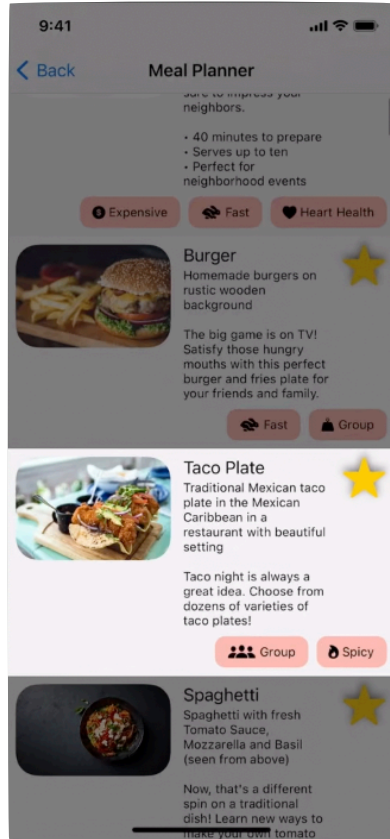 9:41
Back
Meal Planner
sure to impress your
neighbors.
• 40 minutes to prepare
• Serves up to ten
• Perfect for
neighborhood events
Expensive
Fast
Heart Health
Burger
Homemade burgers on
rustic wooden
background
The big game is on TV!
Satisfy those hungry
mouths with this perfect
burger and fries plate for
your friends and family.
Fast
Group
Taco Plate
Traditional Mexican taco
plate in the Mexican
Caribbean in a
restaurant with beautiful
setting
Taco night is always a
great idea. Choose from
dozens of varieties of
taco plates!
Group
Spicy
Spaghetti
Spaghetti with fresh
Tomato Sauce,
Mozzarella and Basil
(seen from above)
Now, that's a different
spin on a traditional
dish! Learn new ways to
make your own tomato